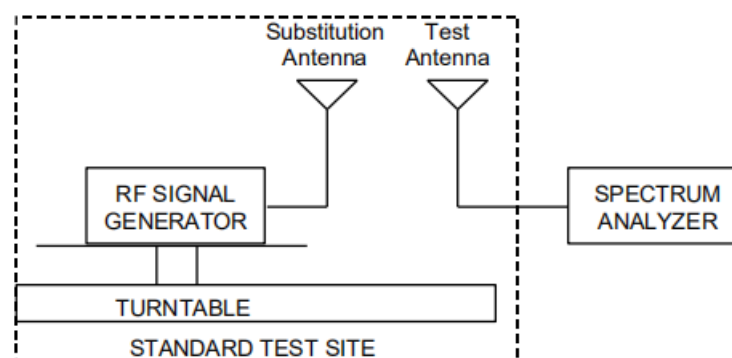 Substitution
Antenna
Test
Antenna
RF SIGNAL
GENERATOR
SPECTRUM
ANALYZER
TURNTABLE
STANDARD TEST SITE